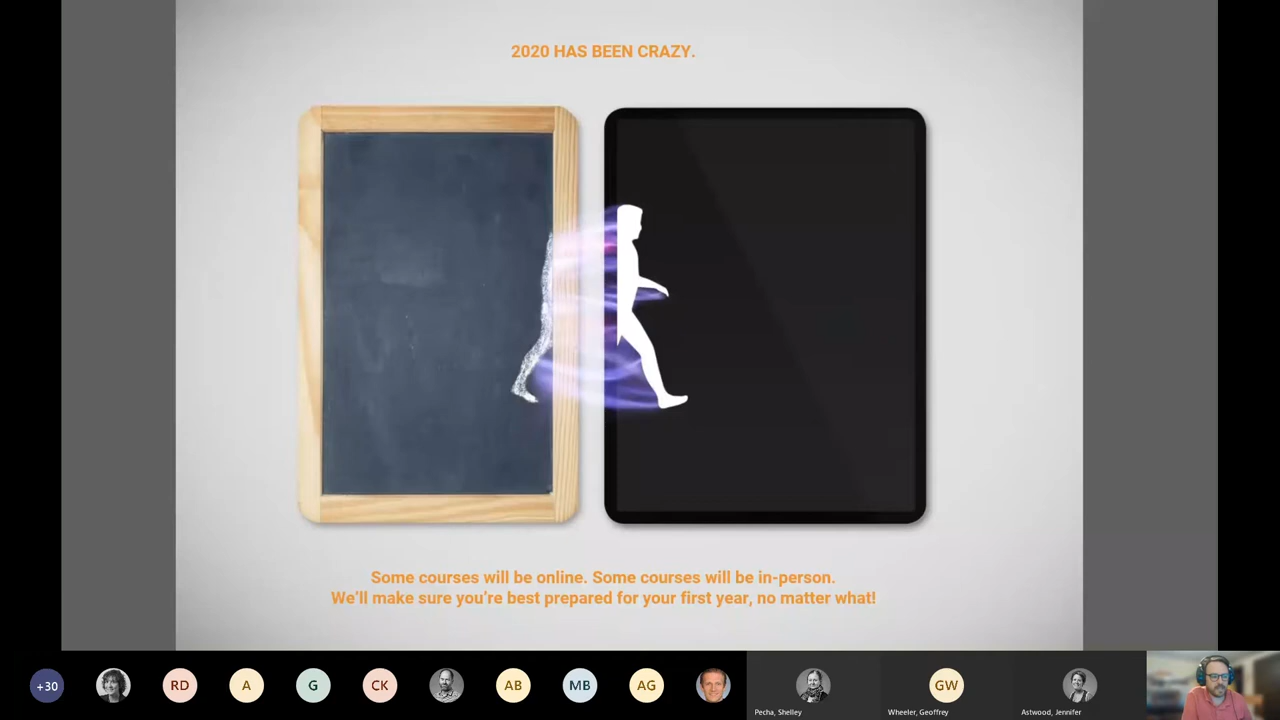 2020 HAS BEEN CRAZY.
Some courses will be online. Some courses will be in-person.
We'll make sure you're best prepared for your first year, no matter what!
+30
RD
A
G
CK
AB
MB
AG
GW
Pecha, Shelley
Wheeler, Geoffrey
Astwood, Jennifer